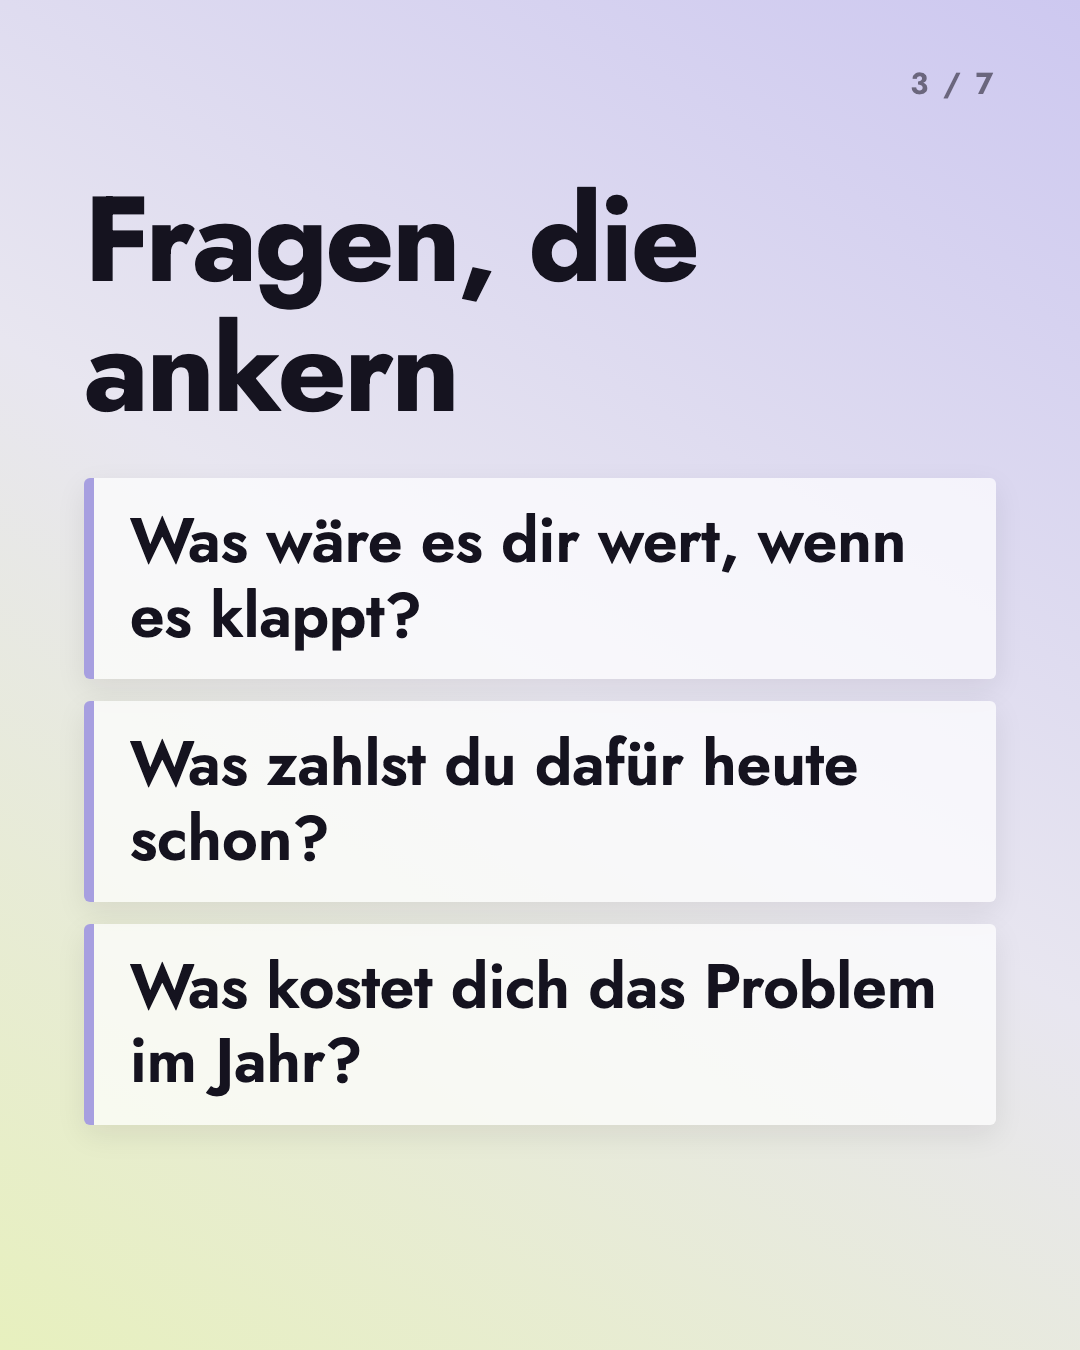 3 / 7
Fragen, die
ankern
Was wäre es dir wert, wenn
es klappt?
Was zahlst du dafür heute
schon?
Was kostet dich das Problem
im Jahr?